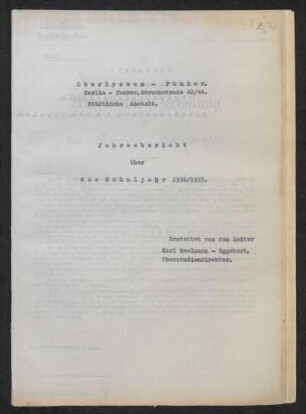 Oberlyzeum - Pankow.
Berlin - Pankow, Görschstraße 42/44.
Städtische Anstalt.
Jahresbericht
über
das Schuljahr 1932/1933.
Erstattet von dem Leiter
Karl Seelmann - Eggebert,
Oberstudiendirektor.